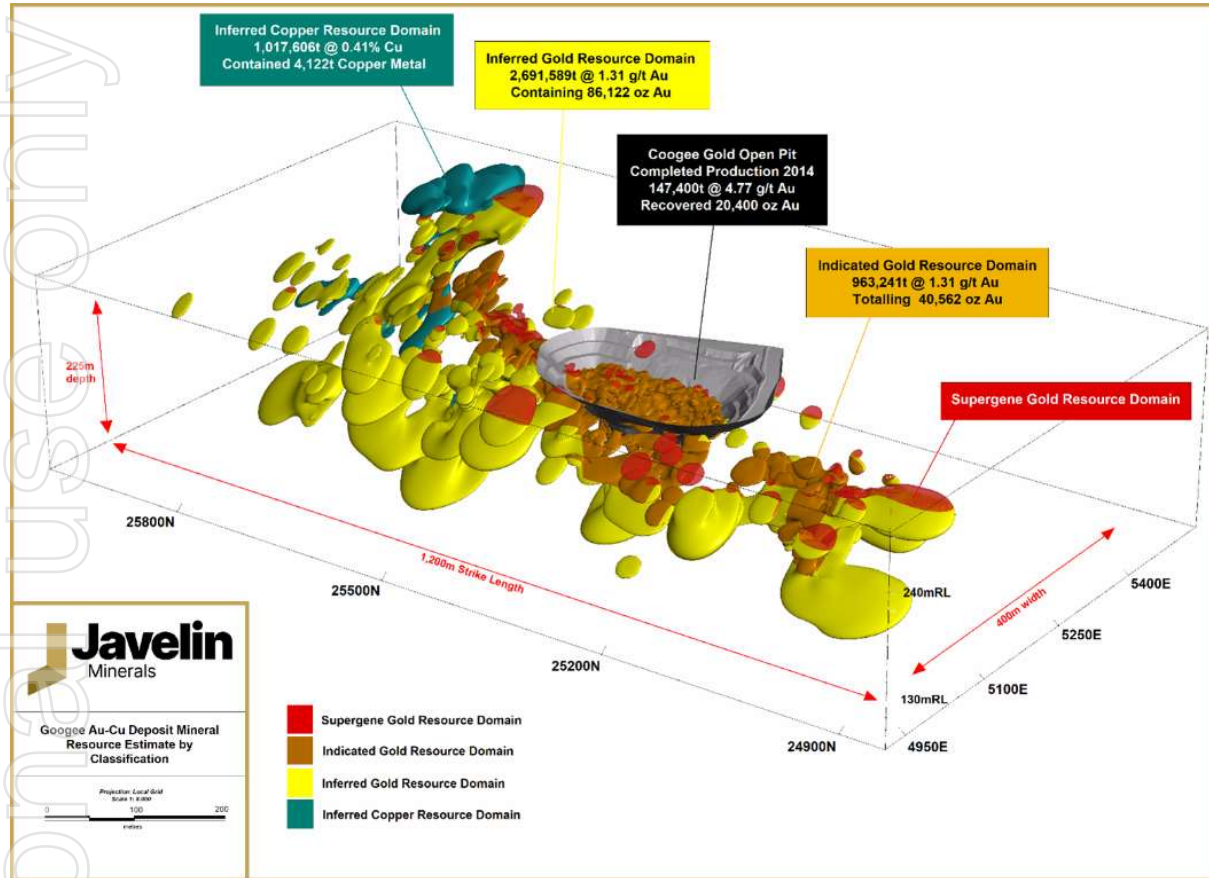 Inferred Copper Resource Domain
1,017,606t @ 0.41% Cu
Contained 4,122t Copper Metal
Inferred Gold Resource Domain
2,691,589t @ 1.31 g/t Au
Containing 86,122 oz Au
Coogee Gold Open Pit
Completed Production 2014
147,400t @ 4.77 g/t Au
Recovered 20,400 oz Au
Indicated Gold Resource Domain
963,241t @ 1.31 g/t Au
Totalling 40,562 oz Au
Supergene Gold Resource Domain
225m
depth
25800N
25500N
1,200m Strike Length
25200N
24900N
240mRL
130mRL
400m width
5400E
5250E
5100E
4950E
Javelin
Minerals
Googee Au-Cu Deposit Mineral
Resource Estimate by
Classification
Projection: Local Grid
0 100 200
metres
Supergene Gold Resource Domain
Indicated Gold Resource Domain
Inferred Gold Resource Domain
Inferred Copper Resource Domain
onal use only